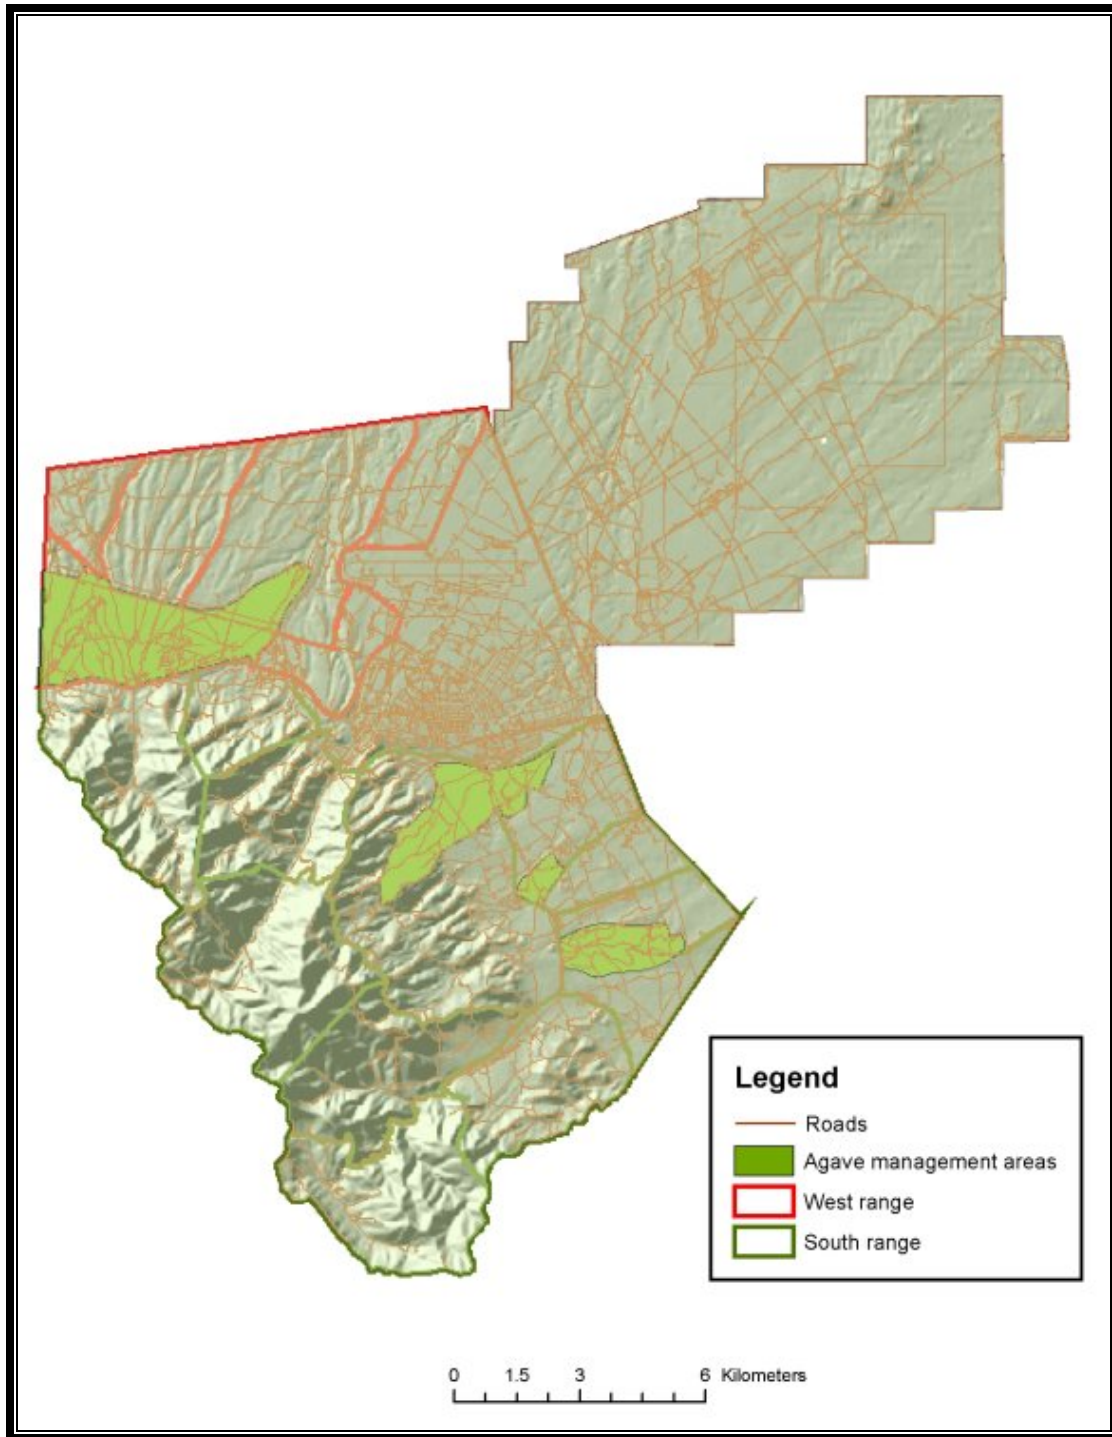 Legend
Roads
Agave management areas
West range
South range
0 1.5 3 6 Kilometers